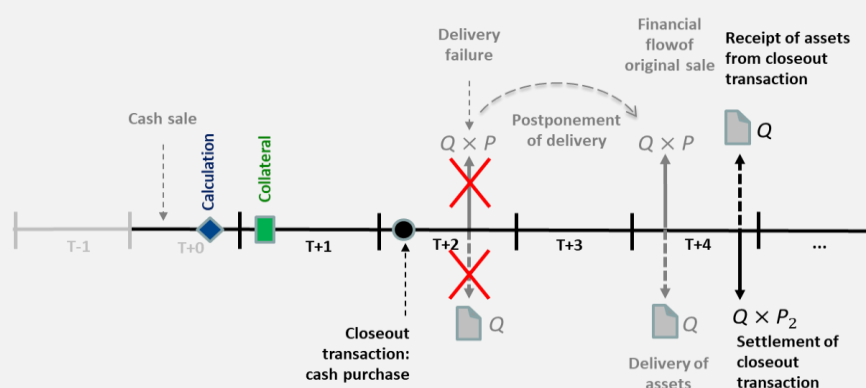 Delivery
failure
Financial
flowof
original sale
Receipt of assets
from closeout
transaction
Cash sale
Calculation
Collateral
Q × P
Postponement
of delivery
Q × P
Q
T-1
T+0
T+1
T+2
T+3
T+4
...
Closeout
transaction:
cash purchase
Q
Q
Q × P₂
Delivery of
assets
Settlement of
closeout
transaction